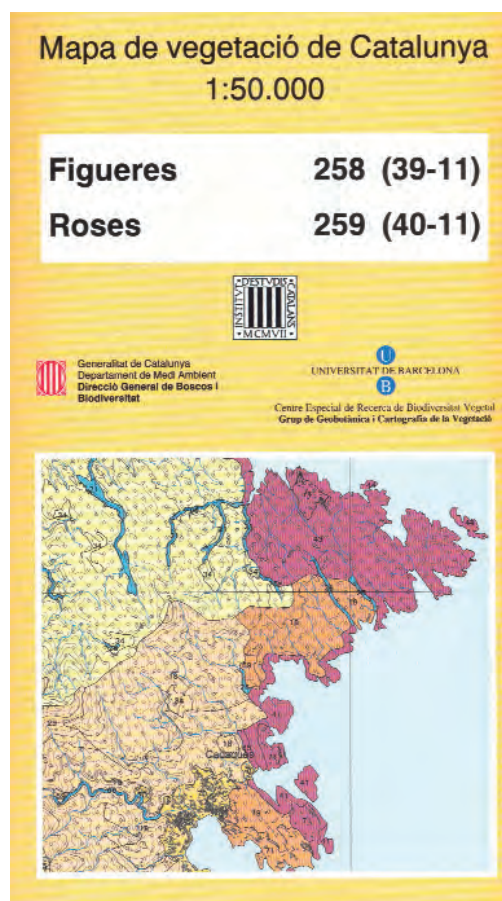 Mapa de vegetació de Catalunya
1:50.000
Figueres 258 (39-11)
Roses 259 (40-11)
INSTITVT D'ESTVDIS CATALANS
MCMVII
Generalitat de Catalunya
Departament de Medi Ambient
Direcció General de Boscos i
Biodiversitat
U
UNIVERSITAT DE BARCELONA
B
Centre Especial de Recerca de Biodiversitat Vegetal
Grup de Geobotànica i Cartografia de la Vegetació
Cadaqués